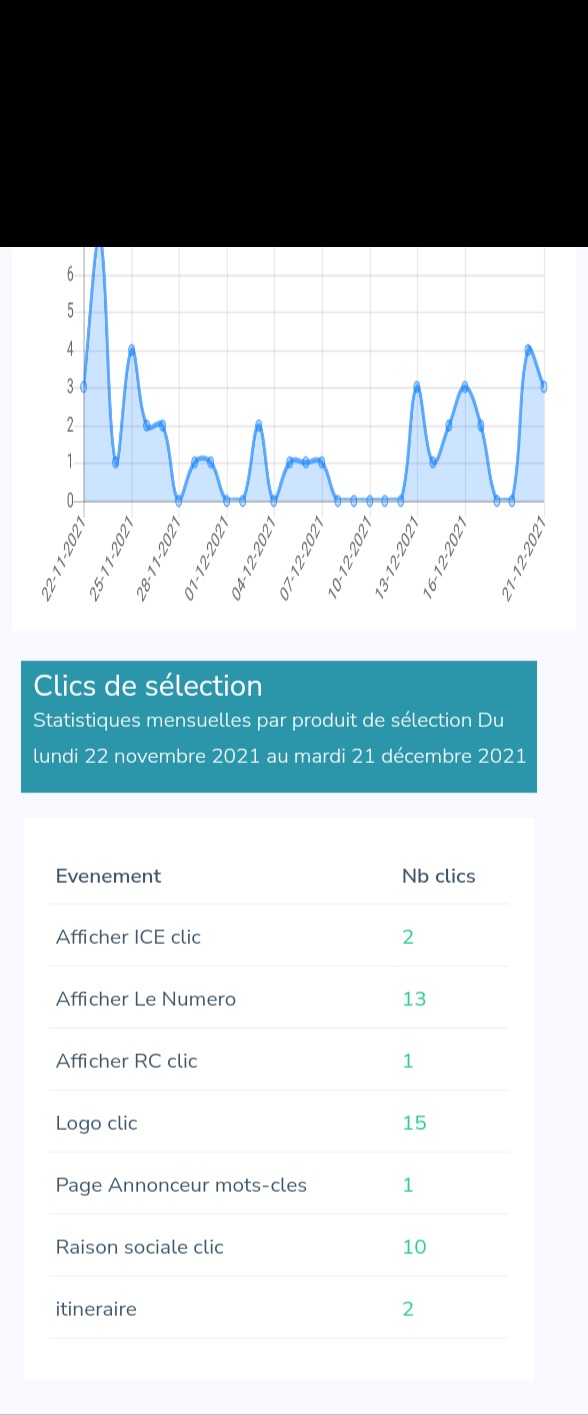 6
5
4
3
2
1
0
22-11-2021
25-11-2021
28-11-2021
01-12-2021
04-12-2021
07-12-2021
10-12-2021
13-12-2021
16-12-2021
21-12-2021
Clics de sélection
Statistiques mensuelles par produit de sélection Du
lundi 22 novembre 2021 au mardi 21 décembre 2021
Evenement Nb clics
Afficher ICE clic 2
Afficher Le Numero 13
Afficher RC clic 1
Logo clic 15
Page Annonceur mots-cles 1
Raison sociale clic 10
itineraire 2